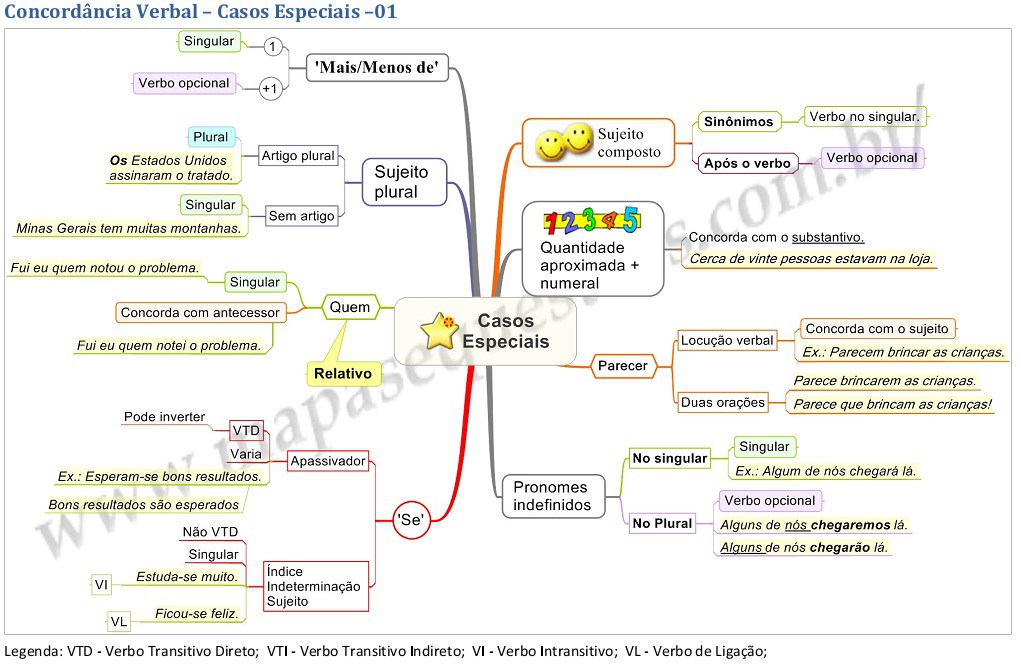 Concordância Verbal – Casos Especiais –01
Singular
1
Verbo opcional
+1
'Mais/Menos de'
Plural
Os Estados Unidos
assinaram o tratado.
Artigo plural
Singular
Minas Gerais tem muitas montanhas.
Sem artigo
Sujeito
plural
Fui eu quem notou o problema.
Singular
Concorda com antecessor
Fui eu quem notei o problema.
Quem
Relativo
Casos
Especiais
Pode inverter
VTD
Varia
Ex.: Esperam-se bons resultados.
Bons resultados são esperados
Apassivador
'Se'
Não VTD
Singular
VI
Estuda-se muito.
VL
Ficou-se feliz.
Índice
Indeterminação
Sujeito
Sujeito
composto
Sinônimos
Verbo no singular.
Após o verbo
Verbo opcional
1 2 3 4 5
Quantidade
aproximada +
numeral
Concorda com o substantivo.
Cerca de vinte pessoas estavam na loja.
Parecer
Locução verbal
Concorda com o sujeito
Ex.: Parecem brincar as crianças.
Duas orações
Parece brincarem as crianças.
Parece que brincam as crianças!
Pronomes
indefinidos
No singular
Singular
Ex.: Algum de nós chegará lá.
No Plural
Verbo opcional
Alguns de nós chegaremos lá.
Alguns de nós chegarão lá.
Legenda: VTD - Verbo Transitivo Direto; VTI - Verbo Transitivo Indireto; VI - Verbo Intransitivo; VL - Verbo de Ligação;